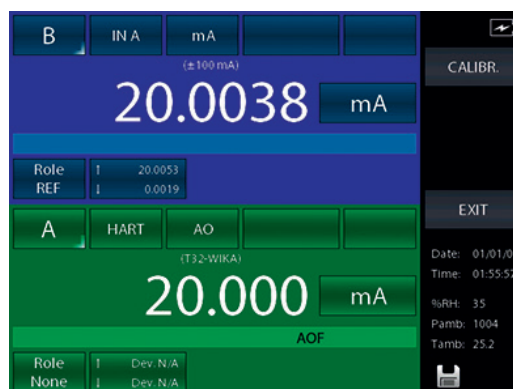 B IN A mA
(±100 mA)
20.0038 mA
Role REF
↑ 20.0053
↓ 0.0019
A HART AO
(T32-WIKA)
20.000 mA
AOF
Role None
↑ Dev. N/A
↓ Dev. N/A
CALIBR.
EXIT
Date: 01/01/0
Time: 01:55:57
%RH: 35
Pamb: 1004
Tamb: 25.2